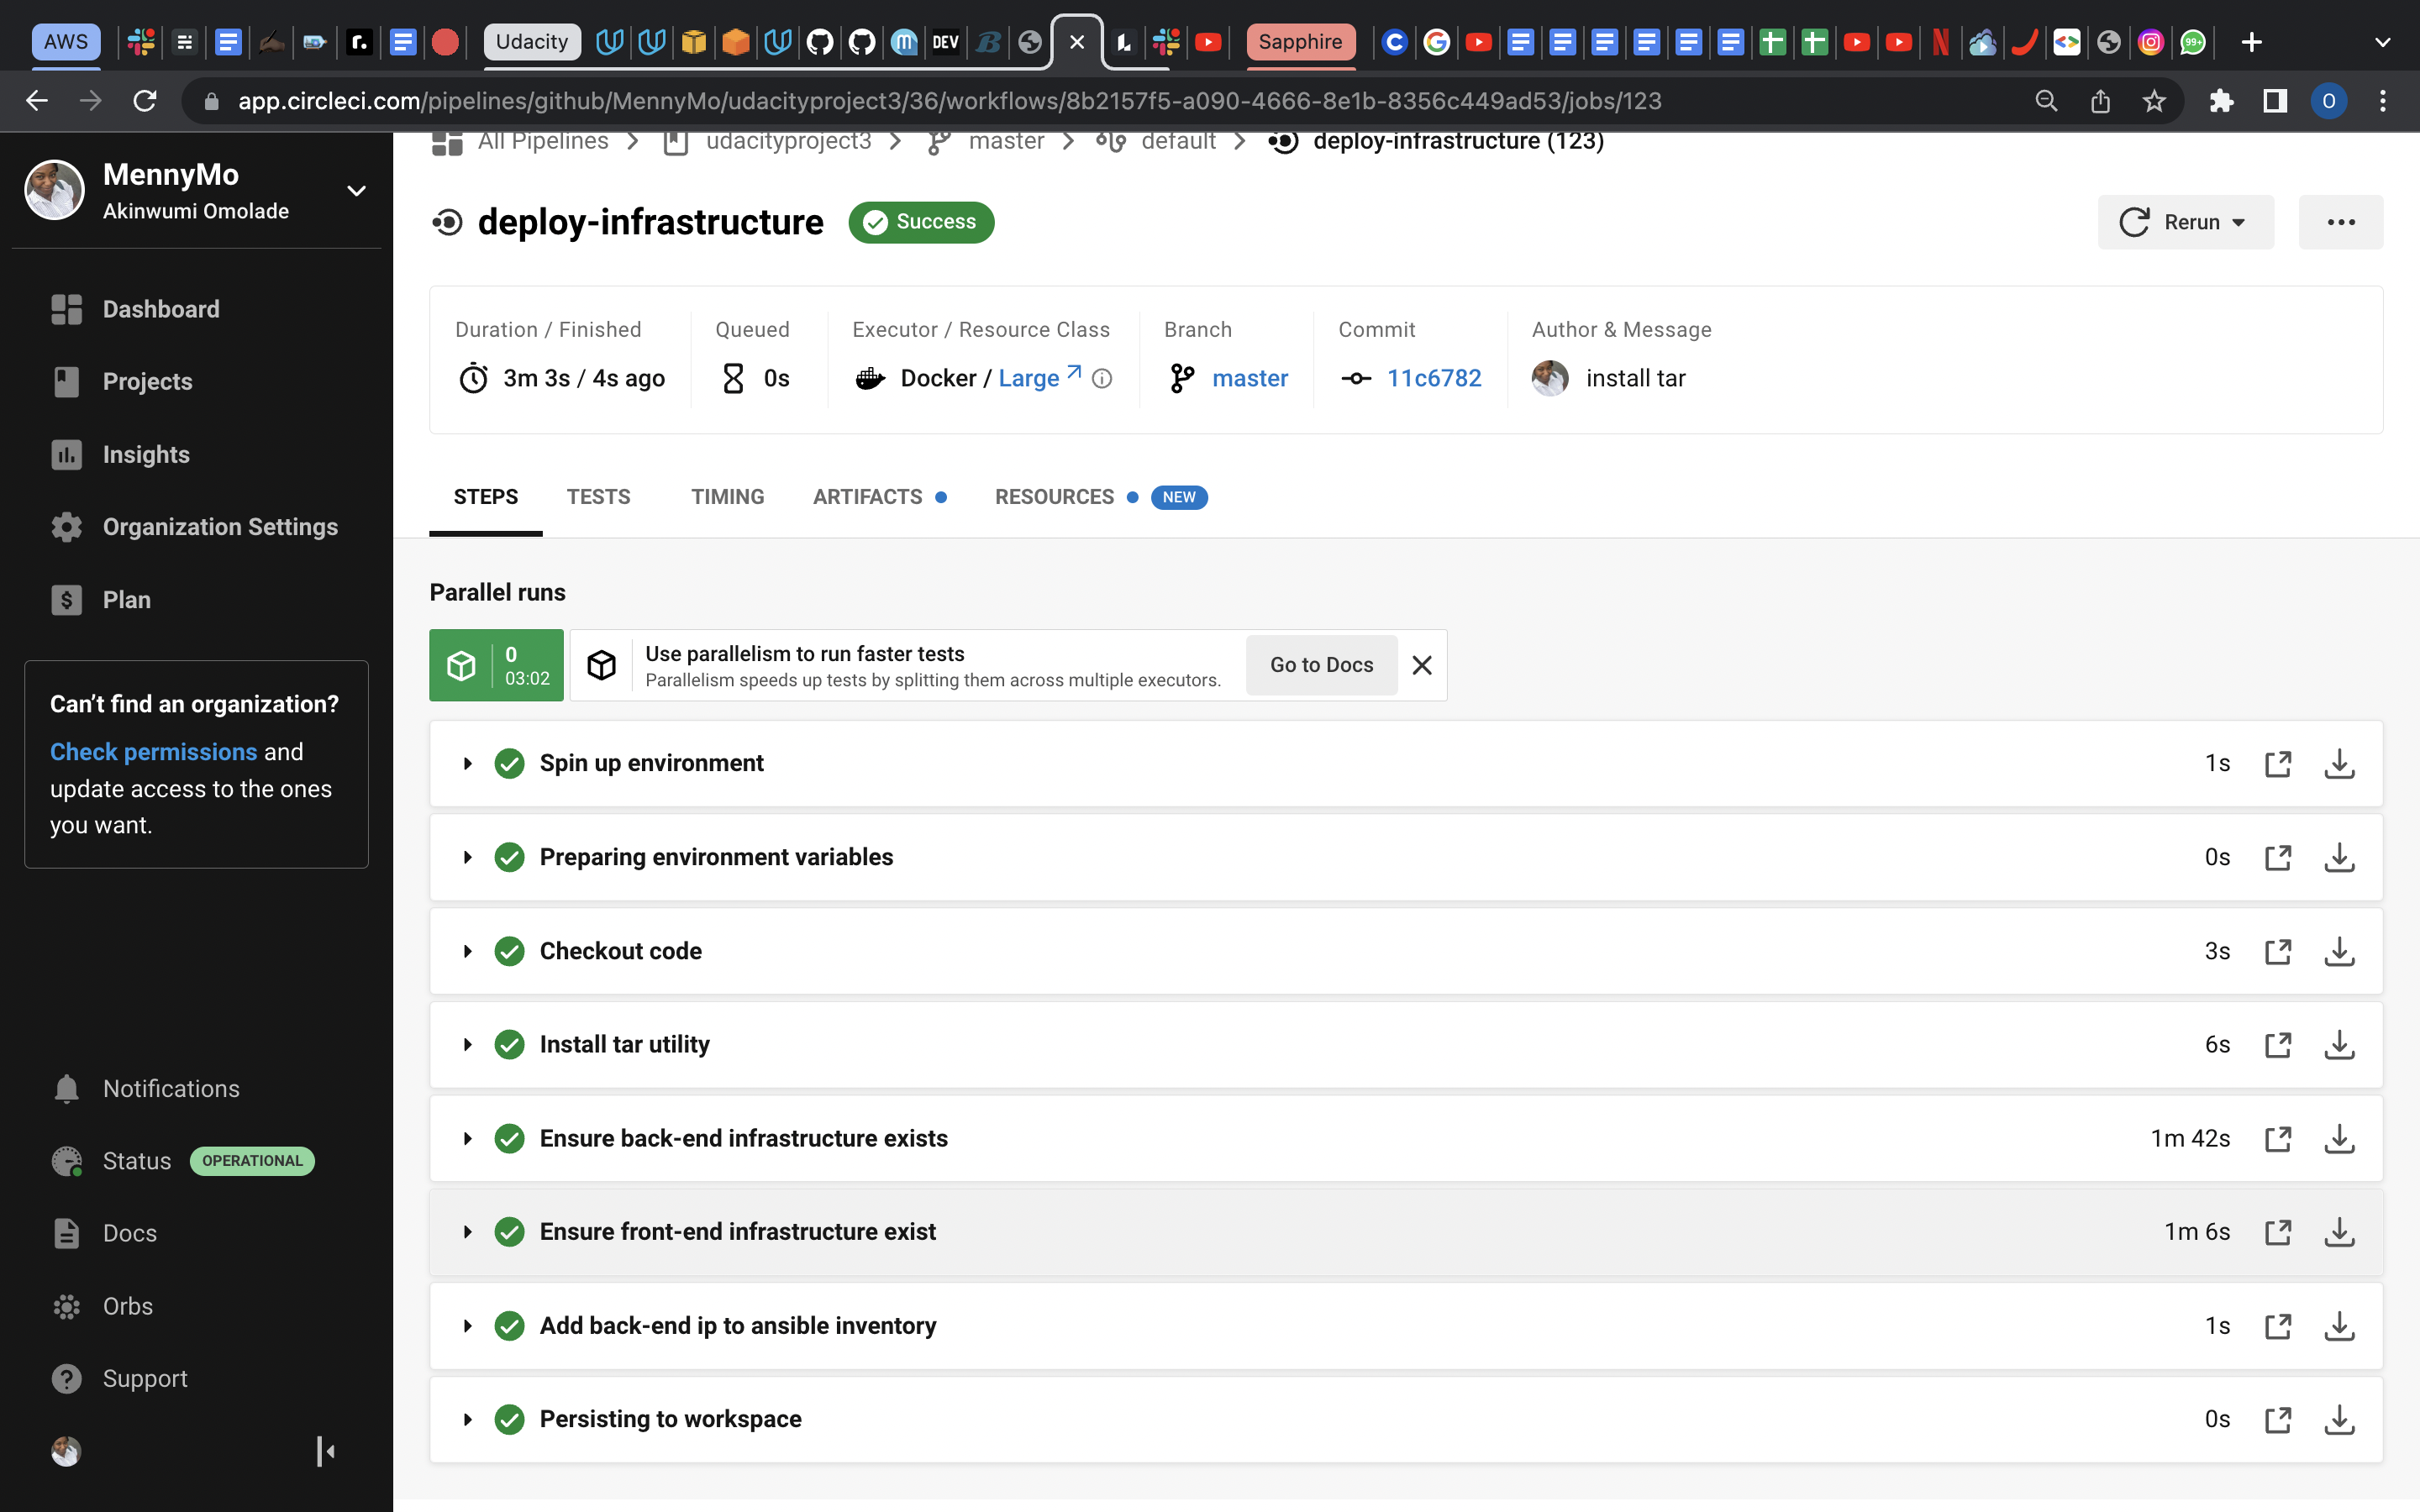 AWS
Udacity
DEV
Sapphire
99+
app.circleci.com/pipelines/github/MennyMo/udacityproject3/36/workflows/8b2157f5-a090-4666-8e1b-8356c449ad53/jobs/123
O
MennyMo
Akinwumi Omolade
Dashboard
Projects
Insights
Organization Settings
Plan
Can't find an organization?
Check permissions and
update access to the ones
you want.
Notifications
Status OPERATIONAL
Docs
Orbs
Support
All Pipelines udacityproject3 master default deploy-infrastructure (123)
deploy-infrastructure Success
Rerun
Duration / Finished Queued Executor / Resource Class Branch Commit Author & Message
3m 3s / 4s ago 0s Docker / Large master 11c6782 install tar
STEPS TESTS TIMING ARTIFACTS RESOURCES NEW
Parallel runs
0
03:02
Use parallelism to run faster tests
Parallelism speeds up tests by splitting them across multiple executors.
Go to Docs
Spin up environment 1s
Preparing environment variables 0s
Checkout code 3s
Install tar utility 6s
Ensure back-end infrastructure exists 1m 42s
Ensure front-end infrastructure exist 1m 6s
Add back-end ip to ansible inventory 1s
Persisting to workspace 0s